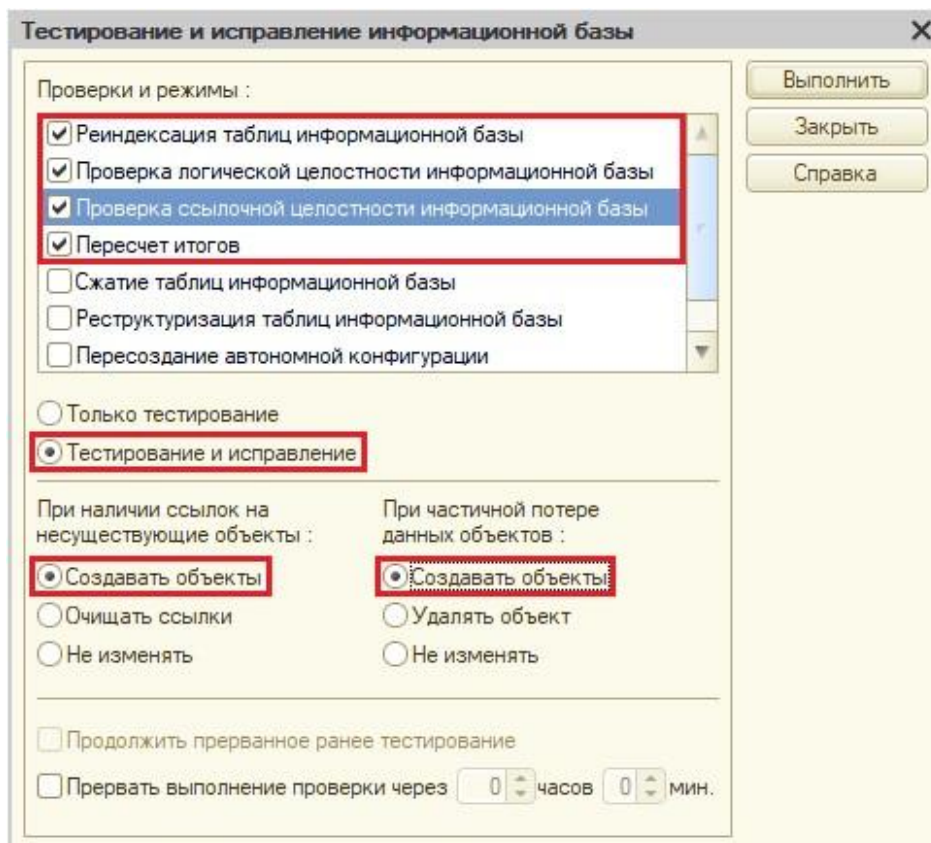 Тестирование и исправление информационной базы
Проверки и режимы :
Реиндексация таблиц информационной базы
Проверка логической целостности информационной базы
Проверка ссылочной целостности информационной базы
Пересчет итогов
Сжатие таблиц информационной базы
Реструктуризация таблиц информационной базы
Пересоздание автономной конфигурации
Только тестирование
Тестирование и исправление
При наличии ссылок на
несуществующие объекты :
Создавать объекты
Очищать ссылки
Не изменять
При частичной потере
данных объектов :
Создавать объекты
Удалять объект
Не изменять
Продолжить прерванное ранее тестирование
Прервать выполнение проверки через 0 часов 0 мин.
Выполнить
Закрыть
Справка